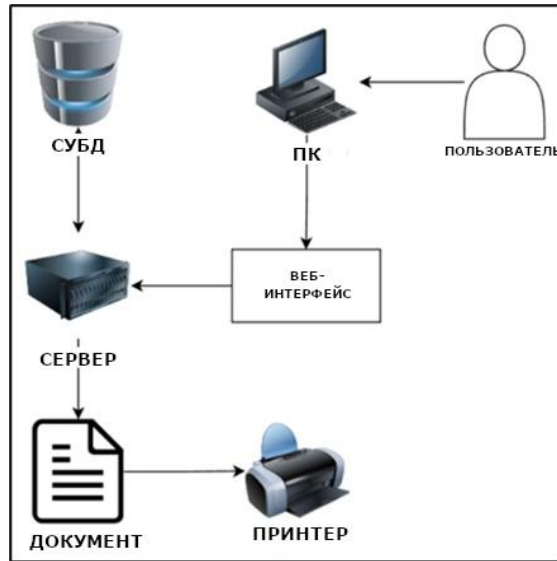 СУБД
ПК
ПОЛЬЗОВАТЕЛЬ
ВЕБ-
ИНТЕРФЕЙС
СЕРВЕР
ДОКУМЕНТ
ПРИНТЕР